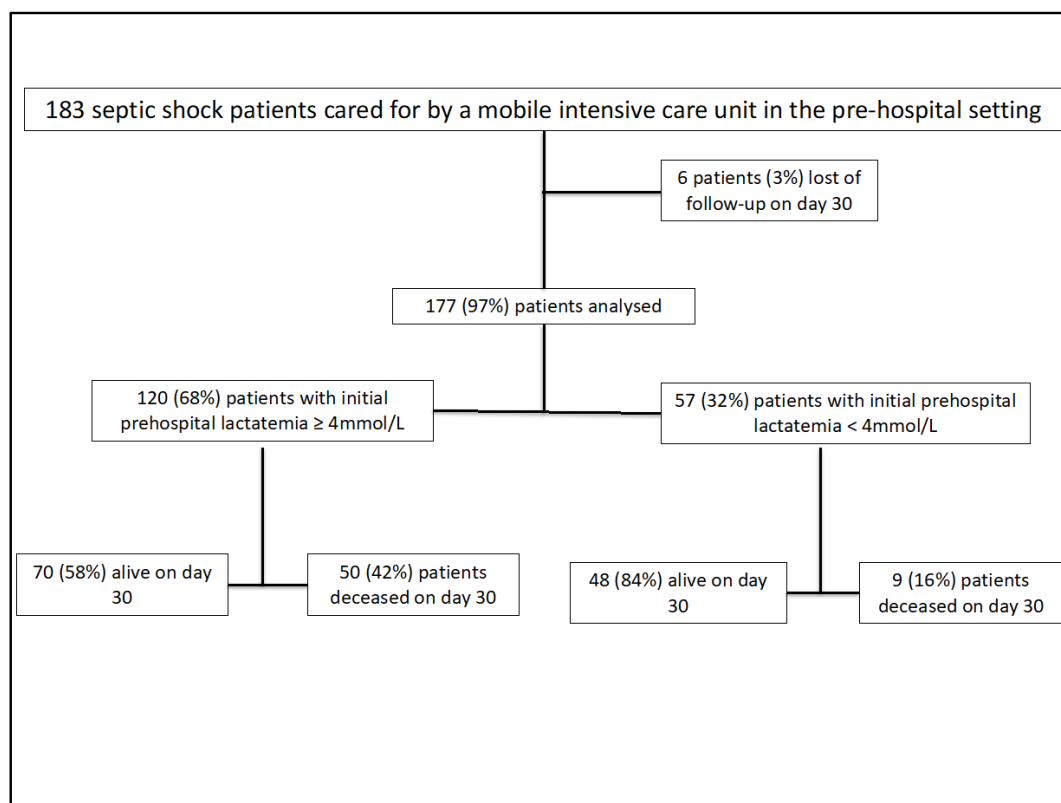 183 septic shock patients cared for by a mobile intensive care unit in the pre-hospital setting
6 patients (3%) lost of
follow-up on day 30
177 (97%) patients analysed
120 (68%) patients with initial
prehospital lactatemia ≥ 4mmol/L
57 (32%) patients with initial prehospital
lactatemia < 4mmol/L
70 (58%) alive on day
30
50 (42%) patients
deceased on day 30
48 (84%) alive on day
30
9 (16%) patients
deceased on day 30